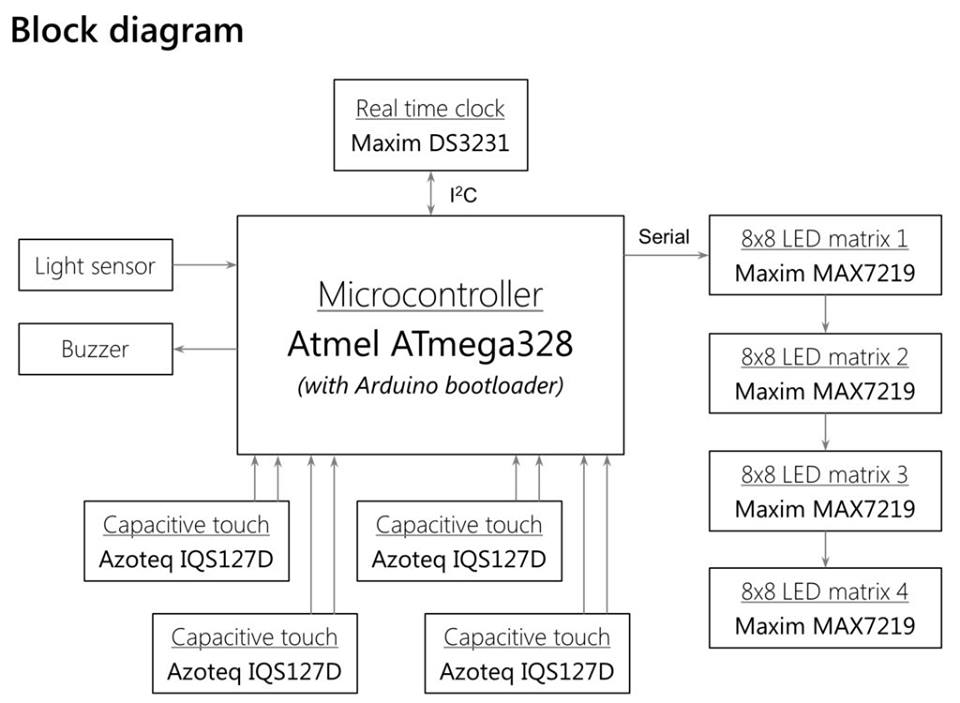 Block diagram
Real time clock
Maxim DS3231
I²C
Serial
Light sensor
Buzzer
Microcontroller
Atmel ATmega328
(with Arduino bootloader)
8x8 LED matrix 1
Maxim MAX7219
8x8 LED matrix 2
Maxim MAX7219
8x8 LED matrix 3
Maxim MAX7219
8x8 LED matrix 4
Maxim MAX7219
Capacitive touch
Azoteq IQS127D
Capacitive touch
Azoteq IQS127D
Capacitive touch
Azoteq IQS127D
Capacitive touch
Azoteq IQS127D